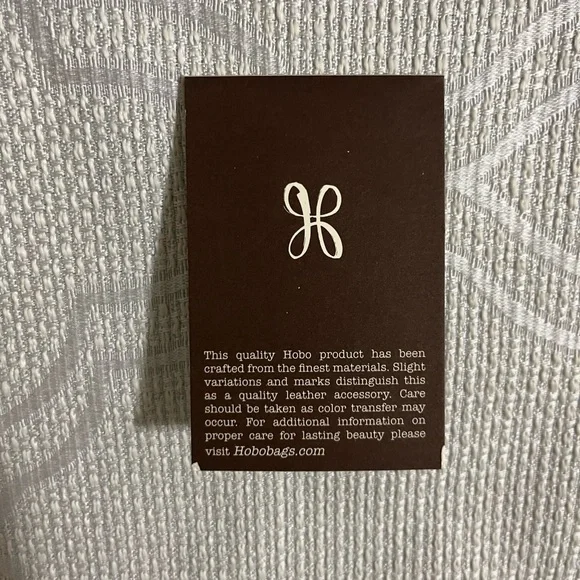 H
This quality Hobo product has been
crafted from the finest materials. Slight
variations and marks distinguish this
as a quality leather accessory. Care
should be taken as color transfer may
occur. For additional information on
proper care for lasting beauty please
visit Hobobags.com